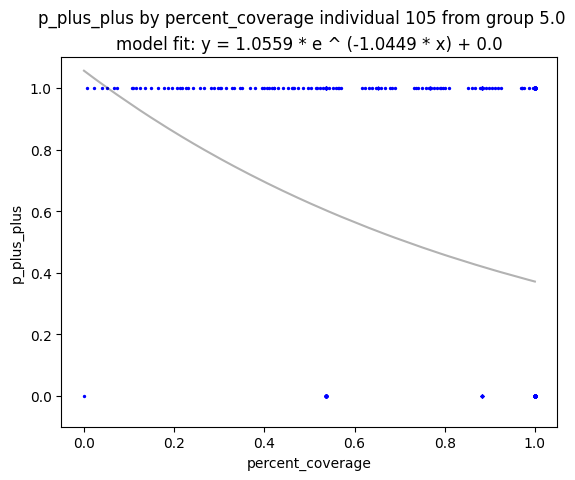 p_plus_plus by percent_coverage individual 105 from group 5.0
model fit: y = 1.0559 * e ^ (-1.0449 * x) + 0.0
1.0
0.8
0.6
0.4
0.2
0.0
p_plus_plus
0.0 0.2 0.4 0.6 0.8 1.0
percent_coverage